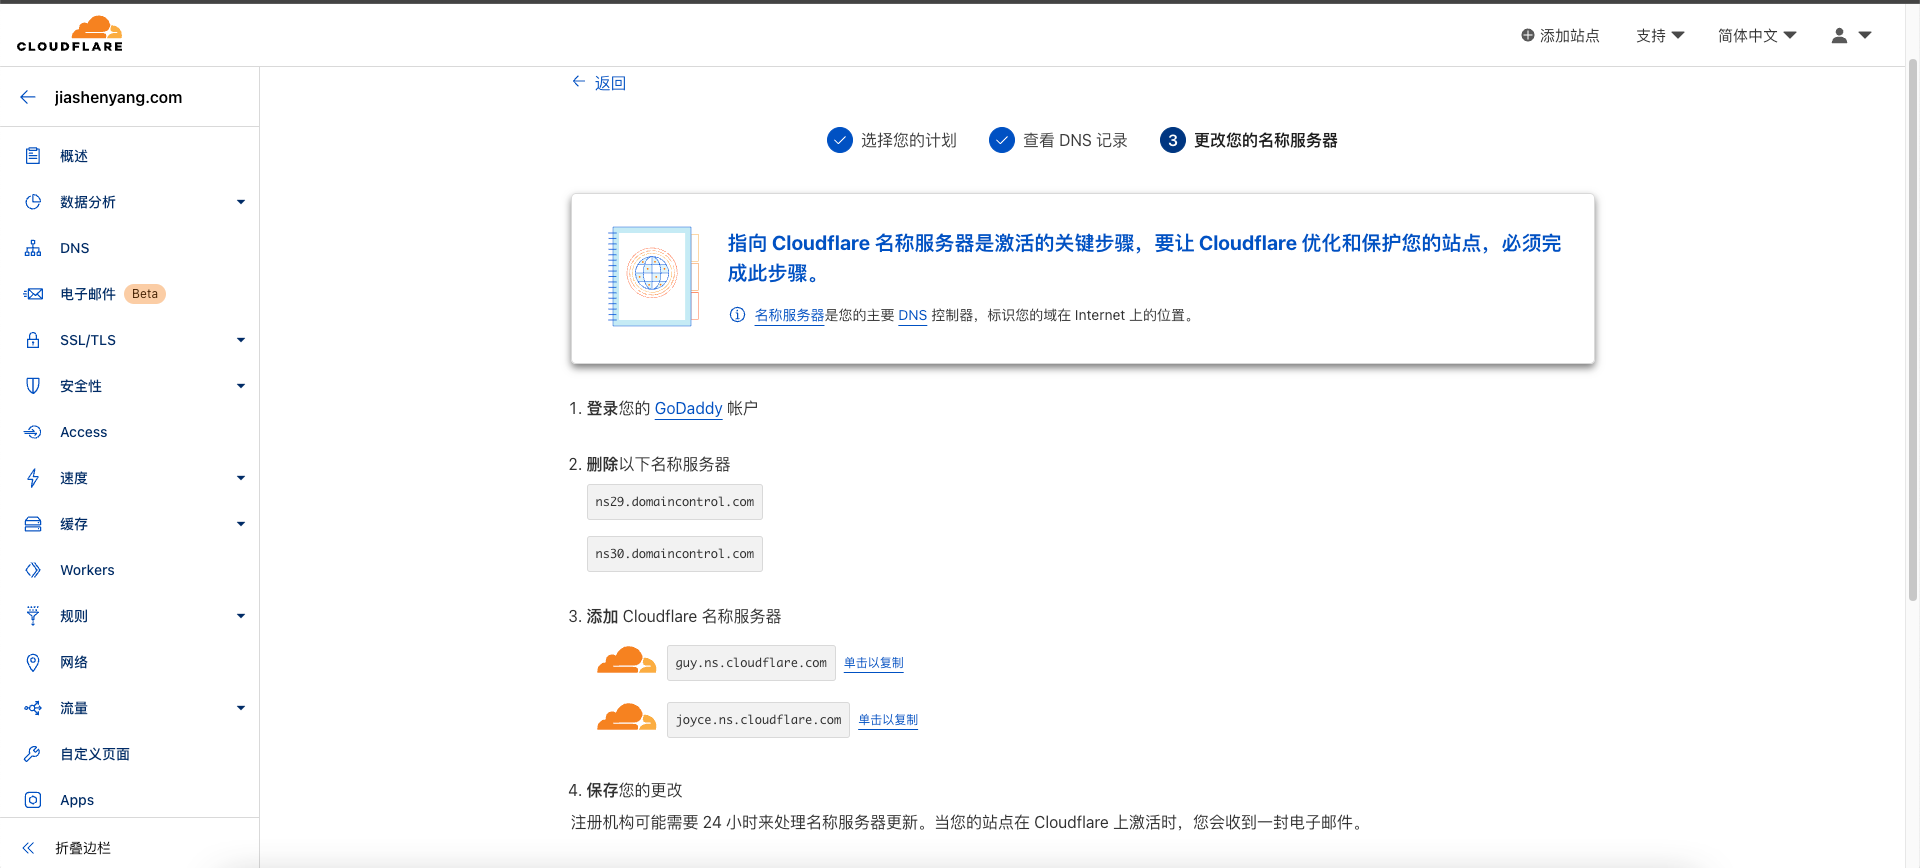 CLOUDFLARE
添加站点
支持
简体中文
jiashenyang.com
概述
数据分析
DNS
电子邮件 Beta
SSL/TLS
安全性
Access
速度
缓存
Workers
规则
网络
流量
自定义页面
Apps
折叠边栏
返回
选择您的计划
查看 DNS 记录
3 更改您的名称服务器
指向 Cloudflare 名称服务器是激活的关键步骤，要让 Cloudflare 优化和保护您的站点，必须完
成此步骤。
名称服务器是您的主要 DNS 控制器，标识您的域在 Internet 上的位置。
1. 登录您的 GoDaddy 帐户
2. 删除以下名称服务器
ns29.domaincontrol.com
ns30.domaincontrol.com
3. 添加 Cloudflare 名称服务器
guy.ns.cloudflare.com 单击以复制
joyce.ns.cloudflare.com 单击以复制
4. 保存您的更改
注册机构可能需要 24 小时来处理名称服务器更新。当您的站点在 Cloudflare 上激活时，您会收到一封电子邮件。